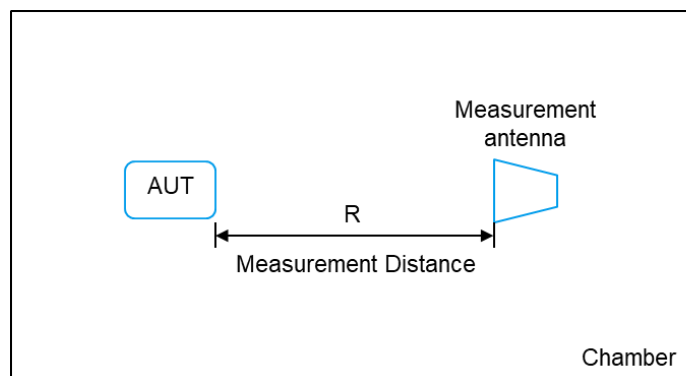 Measurement
antenna
AUT
R
Measurement Distance
Chamber